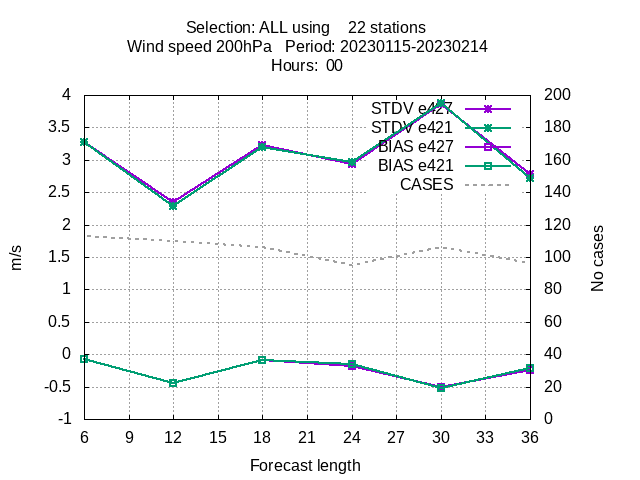 Selection: ALL using    22 stations
Wind speed 200hPa   Period: 20230115-20230214
Hours:  00
4
3.5
3
2.5
2
1.5
1
0.5
0
-0.5
-1
m/s
200
180
160
140
120
100
80
60
40
20
0
No cases
STDV e427
STDV e421
BIAS e427
BIAS e421
CASES
6 9 12 15 18 21 24 27 30 33 36
Forecast length